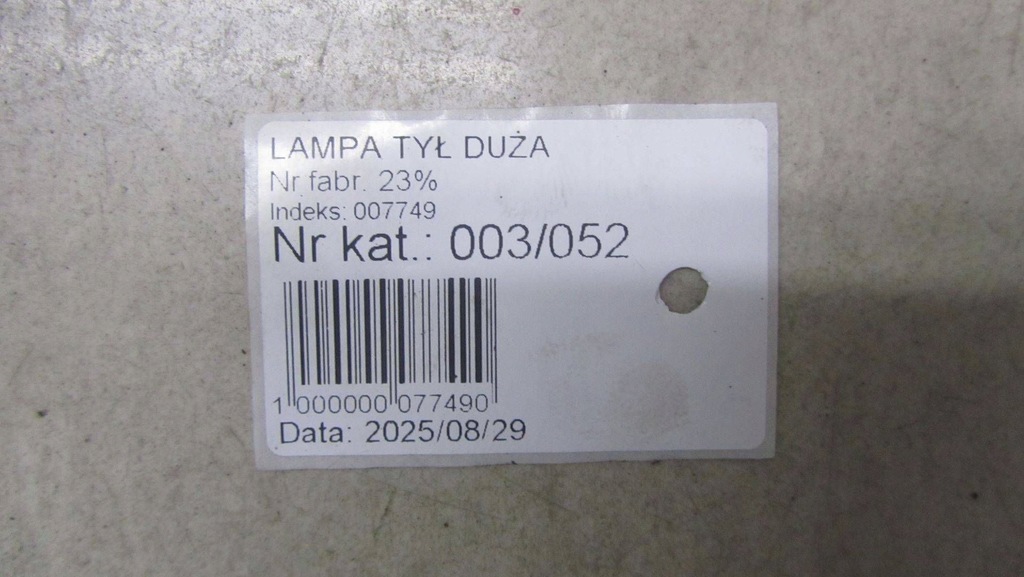 LAMPA TYŁ DUŻA
Nr fabr. 23%
Indeks: 007749
Nr kat.: 003/052
1 000000 077490
Data: 2025/08/29